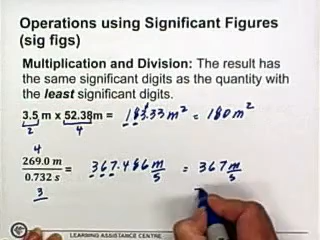 Operations using Significant Figures
(sig figs)
Multiplication and Division: The result has
the same significant digits as the quantity with
the least significant digits.
3.5 m x 52.38m = 183.33 m² = 180 m²
2 4
4
269.0 m / 0.732 s = 367.486 m/s = 367 m/s
3
LEARNING ASSISTANCE CENTRE